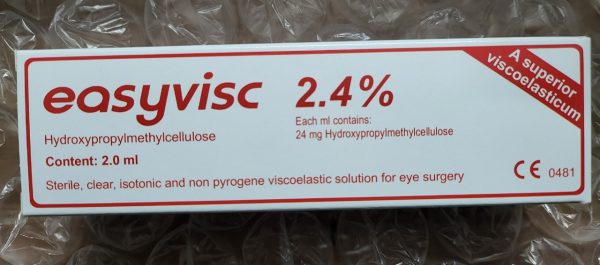 easyvisc 2.4%
A superior
viscoelasticum
Each ml contains:
24 mg Hydroxypropylmethylcellulose
Hydroxypropylmethylcellulose
Content: 2.0 ml
Sterile, clear, isotonic and non pyrogene viscoelastic solution for eye surgery
CE 0481